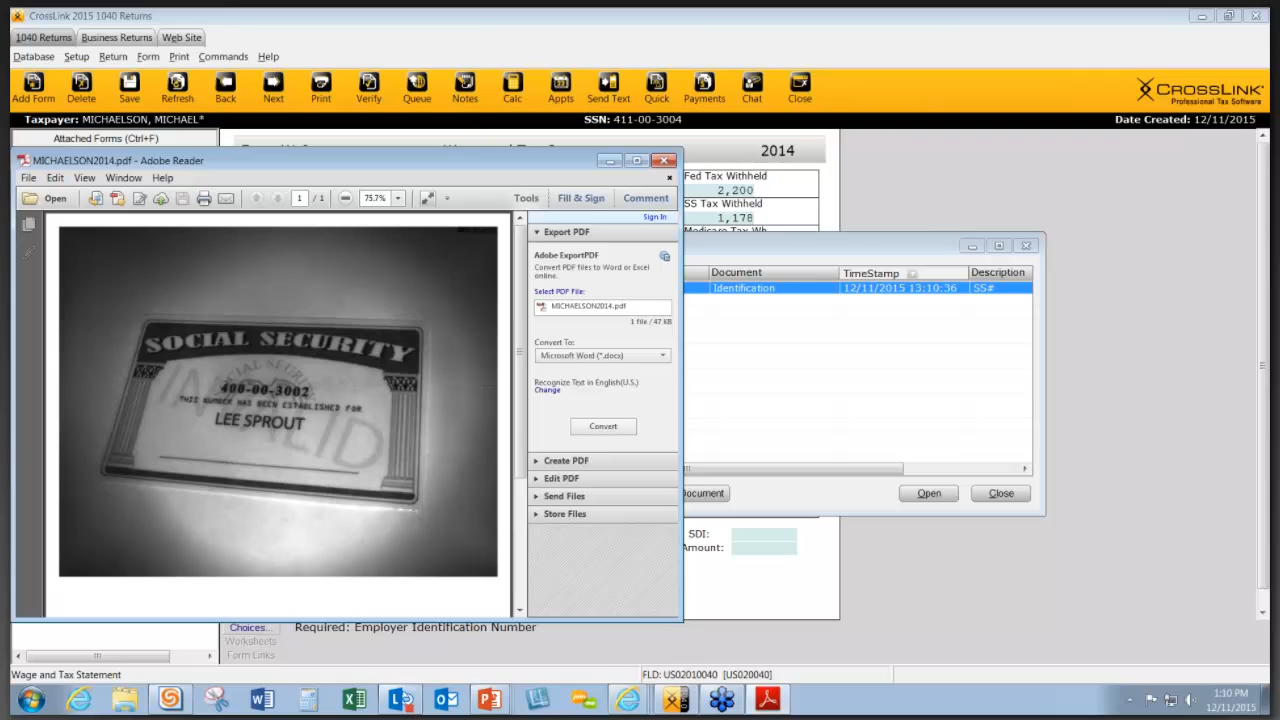 CrossLink 2015 1040 Returns
1040 Returns Business Returns Web Site
Database Setup Return Form Print Commands Help
Add Form Delete Save Refresh Back Next Print Verify Queue Notes Calc Appts Send Text Quick Payments Chat Close
CROSSLINK
Professional Tax Software
Taxpayer: MICHAELSON, MICHAEL* SSN: 411-00-3004 Date Created: 12/11/2015
Attached Forms (Ctrl+F)
2014
MICHAELSON2014.pdf - Adobe Reader
Fed Tax Withheld
File Edit View Window Help
2,200
Open 1 / 1 75.7% Tools Fill & Sign Comment
SS Tax Withheld
1,178
Sign In
Medicare Tax Wh
Export PDF
Adobe ExportPDF
Convert PDF files to Word or Excel
online.
Select PDF File:
MICHAELSON2014.pdf
1 file / 47 KB
Convert To:
Microsoft Word (*.docx)
Recognize Text in English(U.S.)
Change
Convert
Create PDF
Edit PDF
Send Files
Store Files
SOCIAL SECURITY
SOCIAL SECURITY
400-00-3002
THIS NUMBER HAS BEEN ESTABLISHED FOR
LEE SPROUT
INVALID
Document TimeStamp Description
Identification 12/11/2015 13:10:36 SS#
Document Open Close
SDI:
Amount:
Choices... Required: Employer Identification Number
Worksheets
Form Links
Wage and Tax Statement FLD: US02010040 [US020040]
1:10 PM
12/11/2015